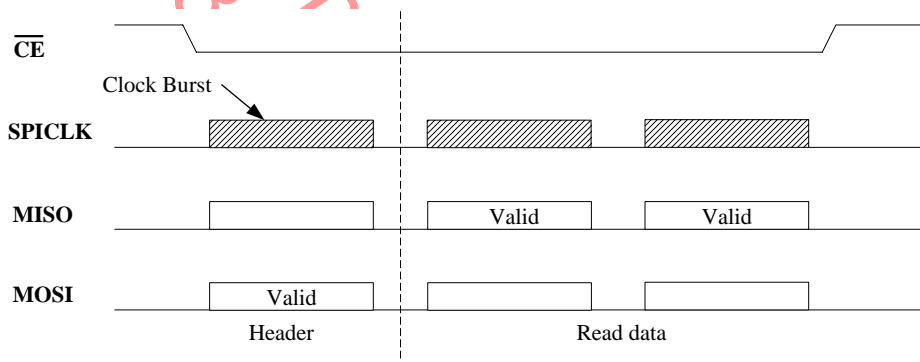 CE
Clock Burst
SPICLK
MISO
Valid
Valid
MOSI
Valid
Header
Read data